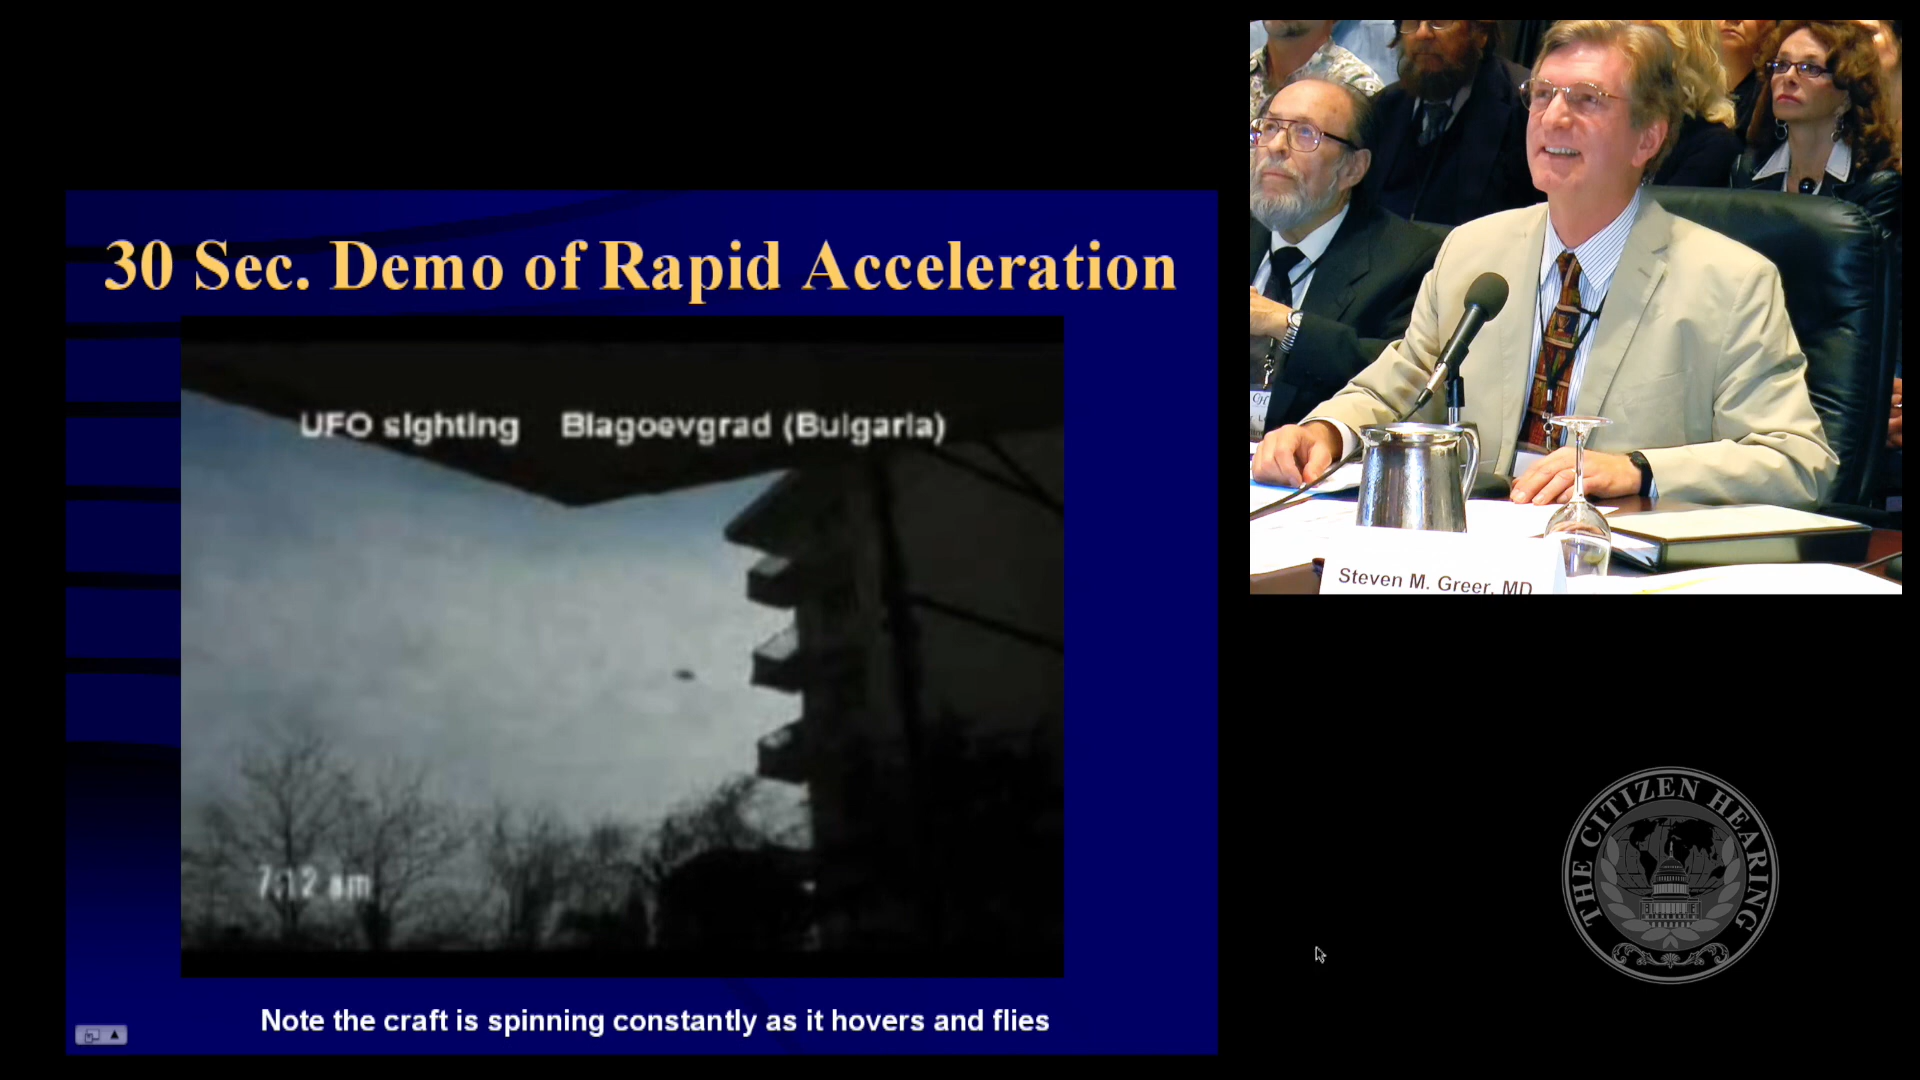 30 Sec. Demo of Rapid Acceleration
UFO sighting Blagoevgrad (Bulgaria)
7:12 am
Note the craft is spinning constantly as it hovers and flies
Steven M. Greer, MD
THE CITIZEN HEARING